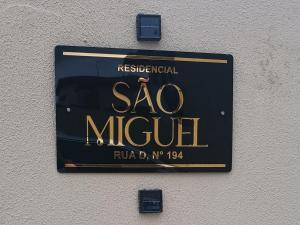 RESIDENCIAL
SÃO
MIGUEL
RUA D, Nº 194